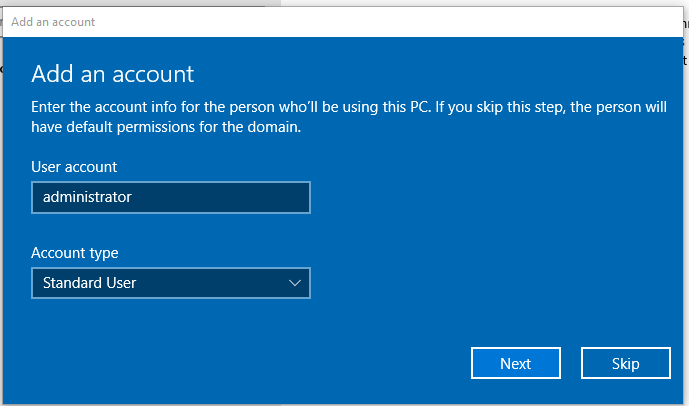 Add an account
Add an account
Enter the account info for the person who'll be using this PC. If you skip this step, the person will
have default permissions for the domain.
User account
administrator
Account type
Standard User
Next
Skip